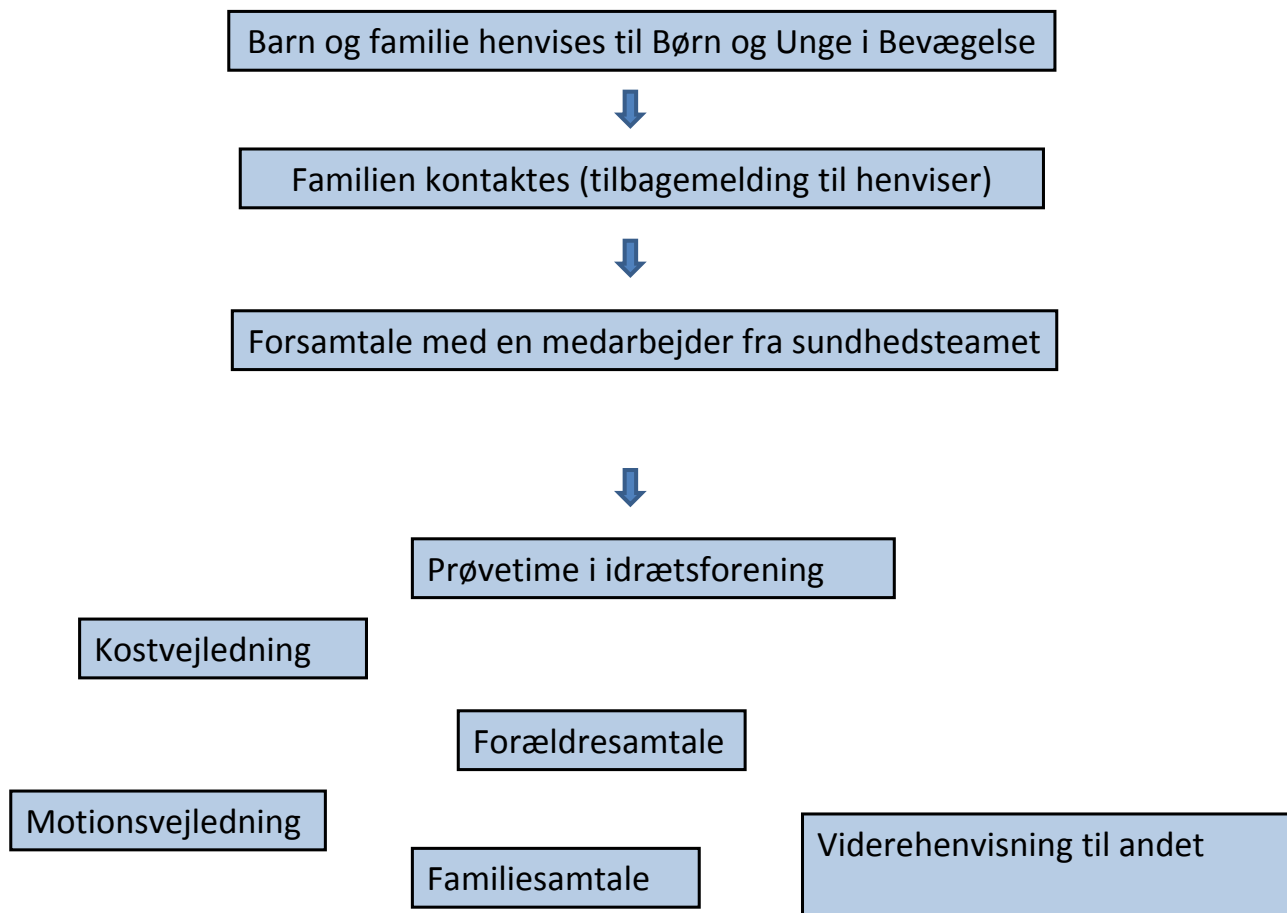 Barn og familie henvises til Børn og Unge i Bevægelse
Familien kontaktes (tilbagemelding til henviser)
Forsamtale med en medarbejder fra sundhedsteamet
Prøvetime i idrætsforening
Kostvejledning
Forældresamtale
Motionsvejledning
Viderehenvisning til andet
Familiesamtale